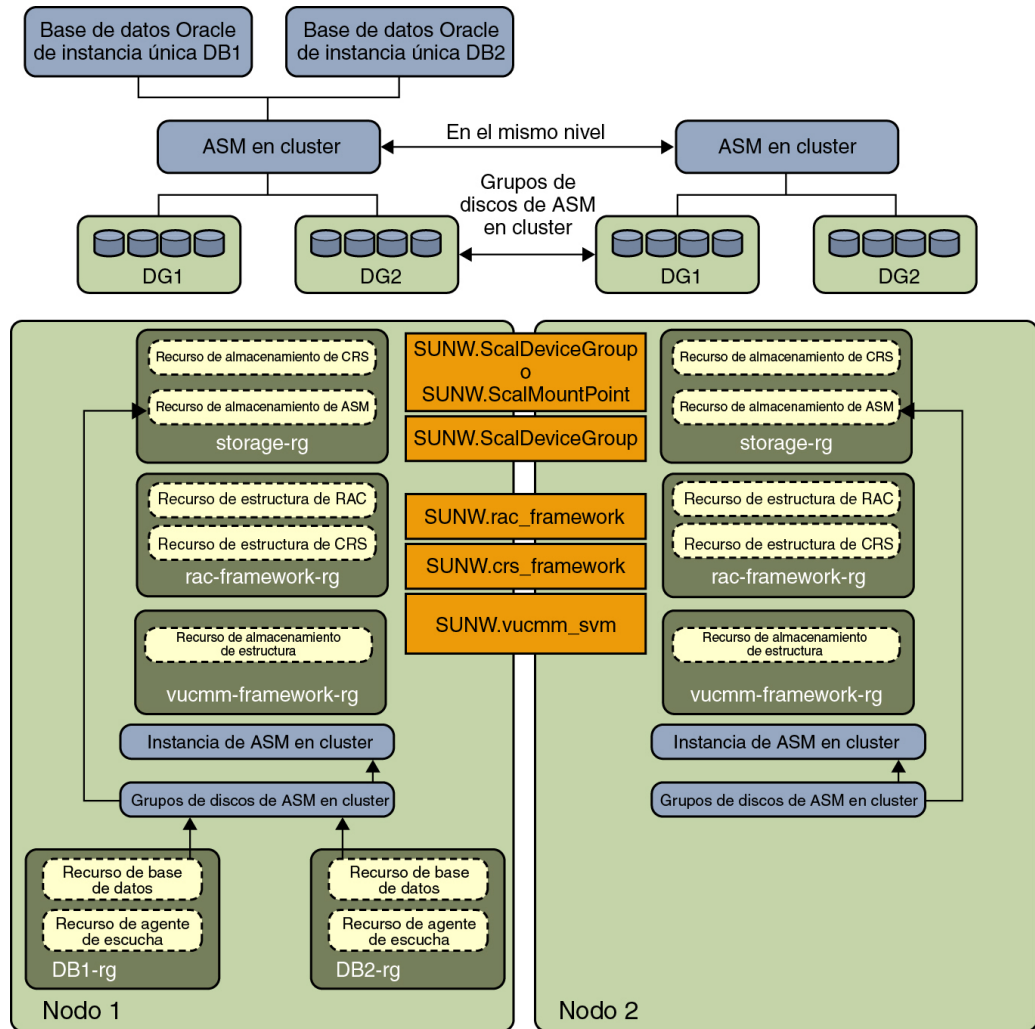 Base de datos Oracle
de instancia única DB1
Base de datos Oracle
de instancia única DB2
ASM en cluster
En el mismo nivel
ASM en cluster
Grupos de
discos de ASM
en cluster
DG1
DG2
DG1
DG2
Recurso de almacenamiento de CRS
Recurso de almacenamiento de ASM
storage-rg
SUNW.ScalDeviceGroup
o
SUNW.ScalMountPoint
SUNW.ScalDeviceGroup
Recurso de almacenamiento de CRS
Recurso de almacenamiento de ASM
storage-rg
Recurso de estructura de RAC
Recurso de estructura de CRS
rac-framework-rg
SUNW.rac_framework
SUNW.crs_framework
Recurso de estructura de RAC
Recurso de estructura de CRS
rac-framework-rg
Recurso de almacenamiento
de estructura
vucmm-framework-rg
SUNW.vucmm_svm
Recurso de almacenamiento
de estructura
vucmm-framework-rg
Instancia de ASM en cluster
Grupos de discos de ASM en cluster
Instancia de ASM en cluster
Grupos de discos de ASM en cluster
Recurso de base
de datos
Recurso de agente
de escucha
DB1-rg
Recurso de base
de datos
Recurso de agente
de escucha
DB2-rg
Nodo 1
Nodo 2